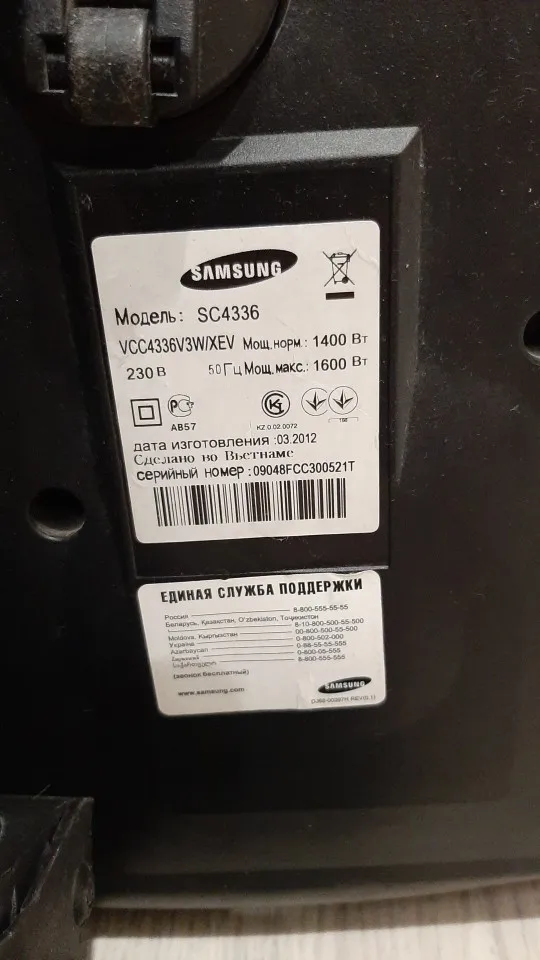 SAMSUNG
Модель: SC4336
VCC4336V3W/XEV Мощ.норм.: 1400 Вт
230 В 50 Гц Мощ.макс.: 1600 Вт
АВ57 KZ.0.02.0072
дата изготовления :03.2012
Сделано во Вьетнаме
серийный номер :09048FCC300521T
ЕДИНАЯ СЛУЖБА ПОДДЕРЖКИ
Россия 8-800-555-55-55
Беларусь, Қазақстан, O'zbekiston, Тоҷикистон 8-10-800-500-55-500
Moldova, Кыргызстан 00-800-500-55-500
Україна 0-800-502-000
Azərbaycan 0-88-55-55-555
0-800-05-555
საქართველო 8-800-555-555
(звонок бесплатный)
www.samsung.com
SAMSUNG